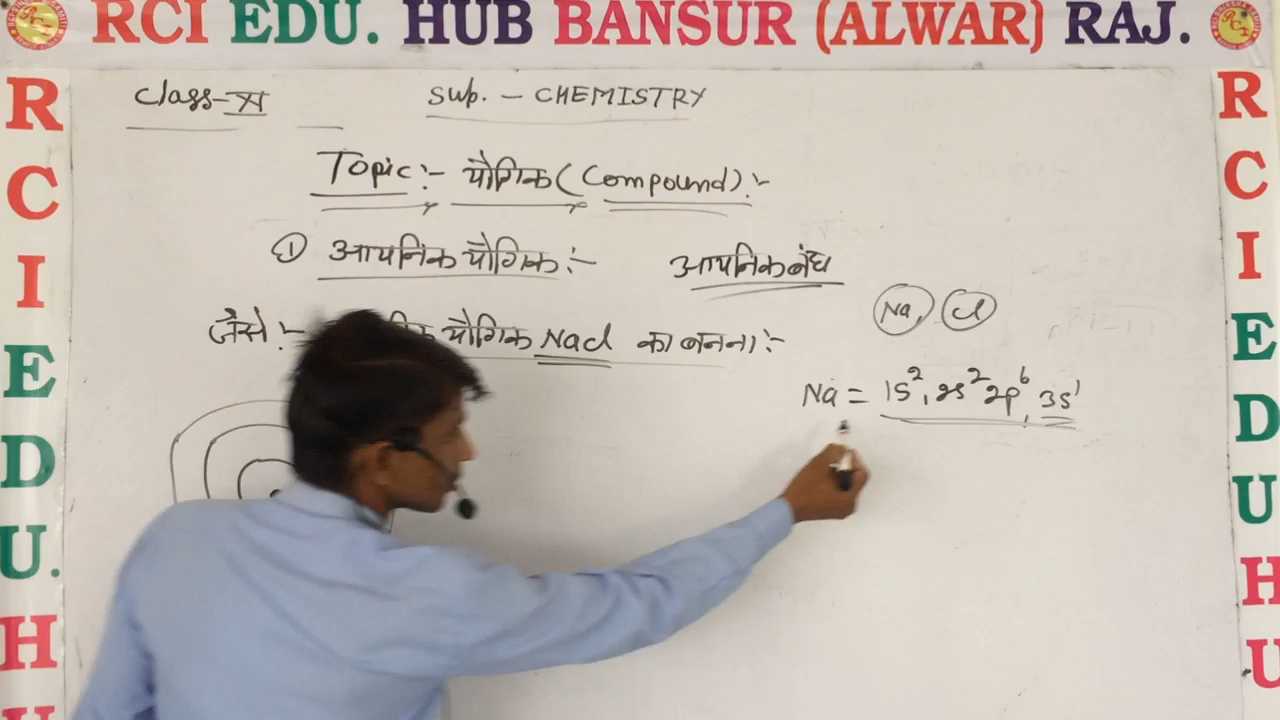 RCI EDU. HUB BANSUR (ALWAR) RAJ.
R C I E D U. H U
Class-XI
Sub. - CHEMISTRY
Topic:- यौगिक (Compound):-
① आयनिक यौगिक:- आयनिक बंध
Na Cl
जैसे:- यौगिक NaCl का बनना:-
Na = 1s², 2s² 2p⁶, 3s¹
R C I E D U H U